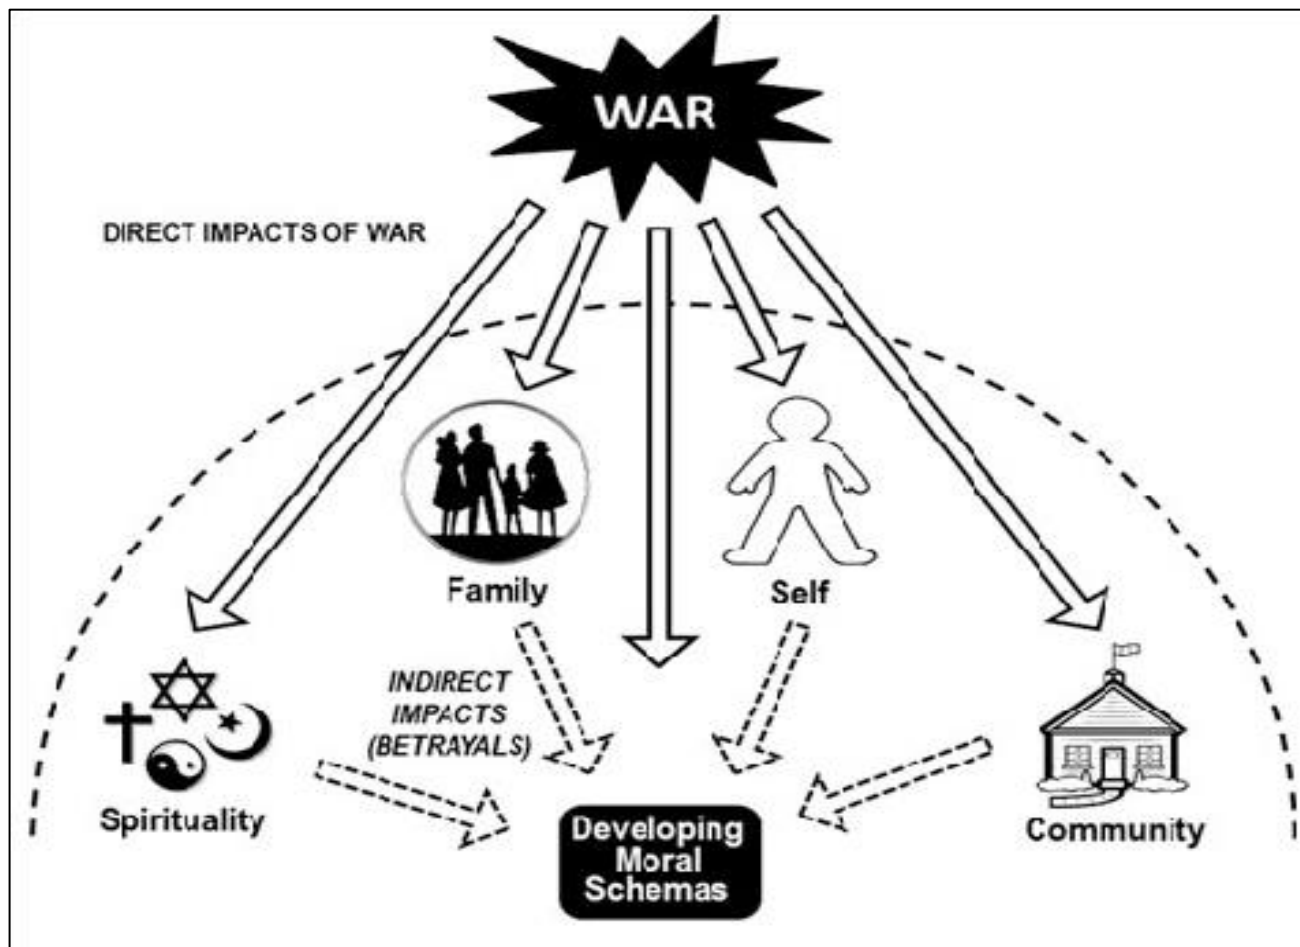 WAR
DIRECT IMPACTS OF WAR
Family
Self
INDIRECT
IMPACTS
(BETRAYALS)
Spirituality
Community
Developing
Moral
Schemas